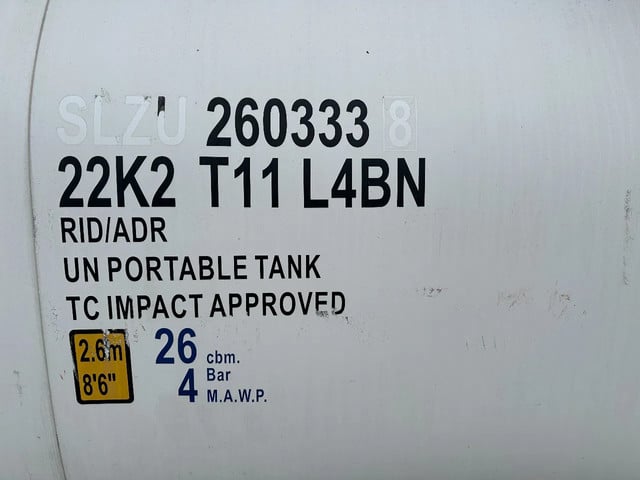 SLZU 260333 8
22K2 T11 L4BN
RID/ADR
UN PORTABLE TANK
TC IMPACT APPROVED
2.6m
8'6"
26 cbm.
4 Bar
M.A.W.P.